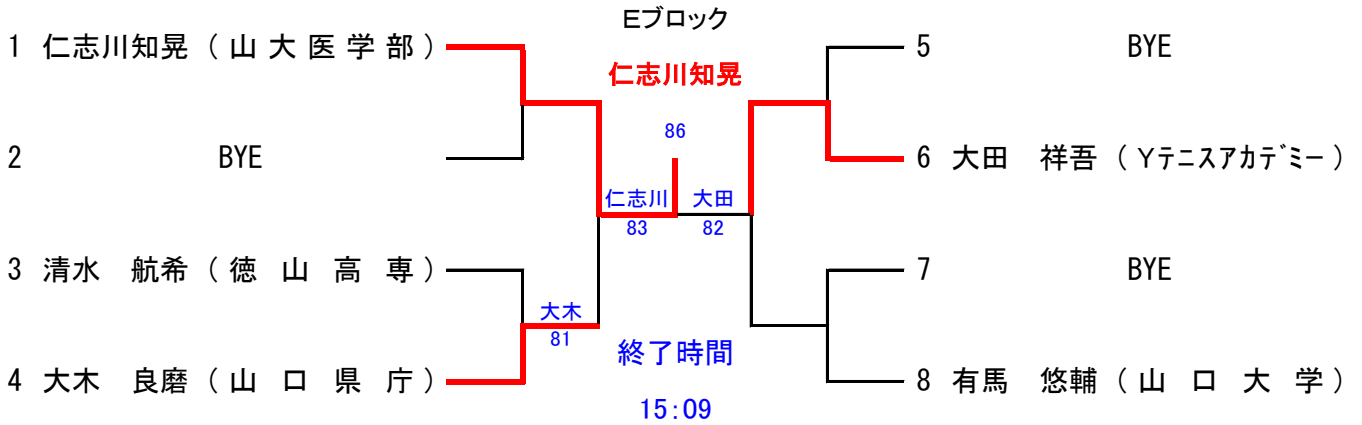 Eブロック
1 仁志川知晃 ( 山 大 医 学 部 )
5 BYE
仁志川知晃
86
2 BYE
6 大田 祥吾 ( Yﾃﾆｽｱｶﾃﾞﾐｰ )
仁志川 大田
83 82
3 清水 航希 ( 徳 山 高 専 )
7 BYE
大木
81
終了時間
4 大木 良磨 ( 山 口 県 庁 )
8 有馬 悠輔 ( 山 口 大 学 )
15:09